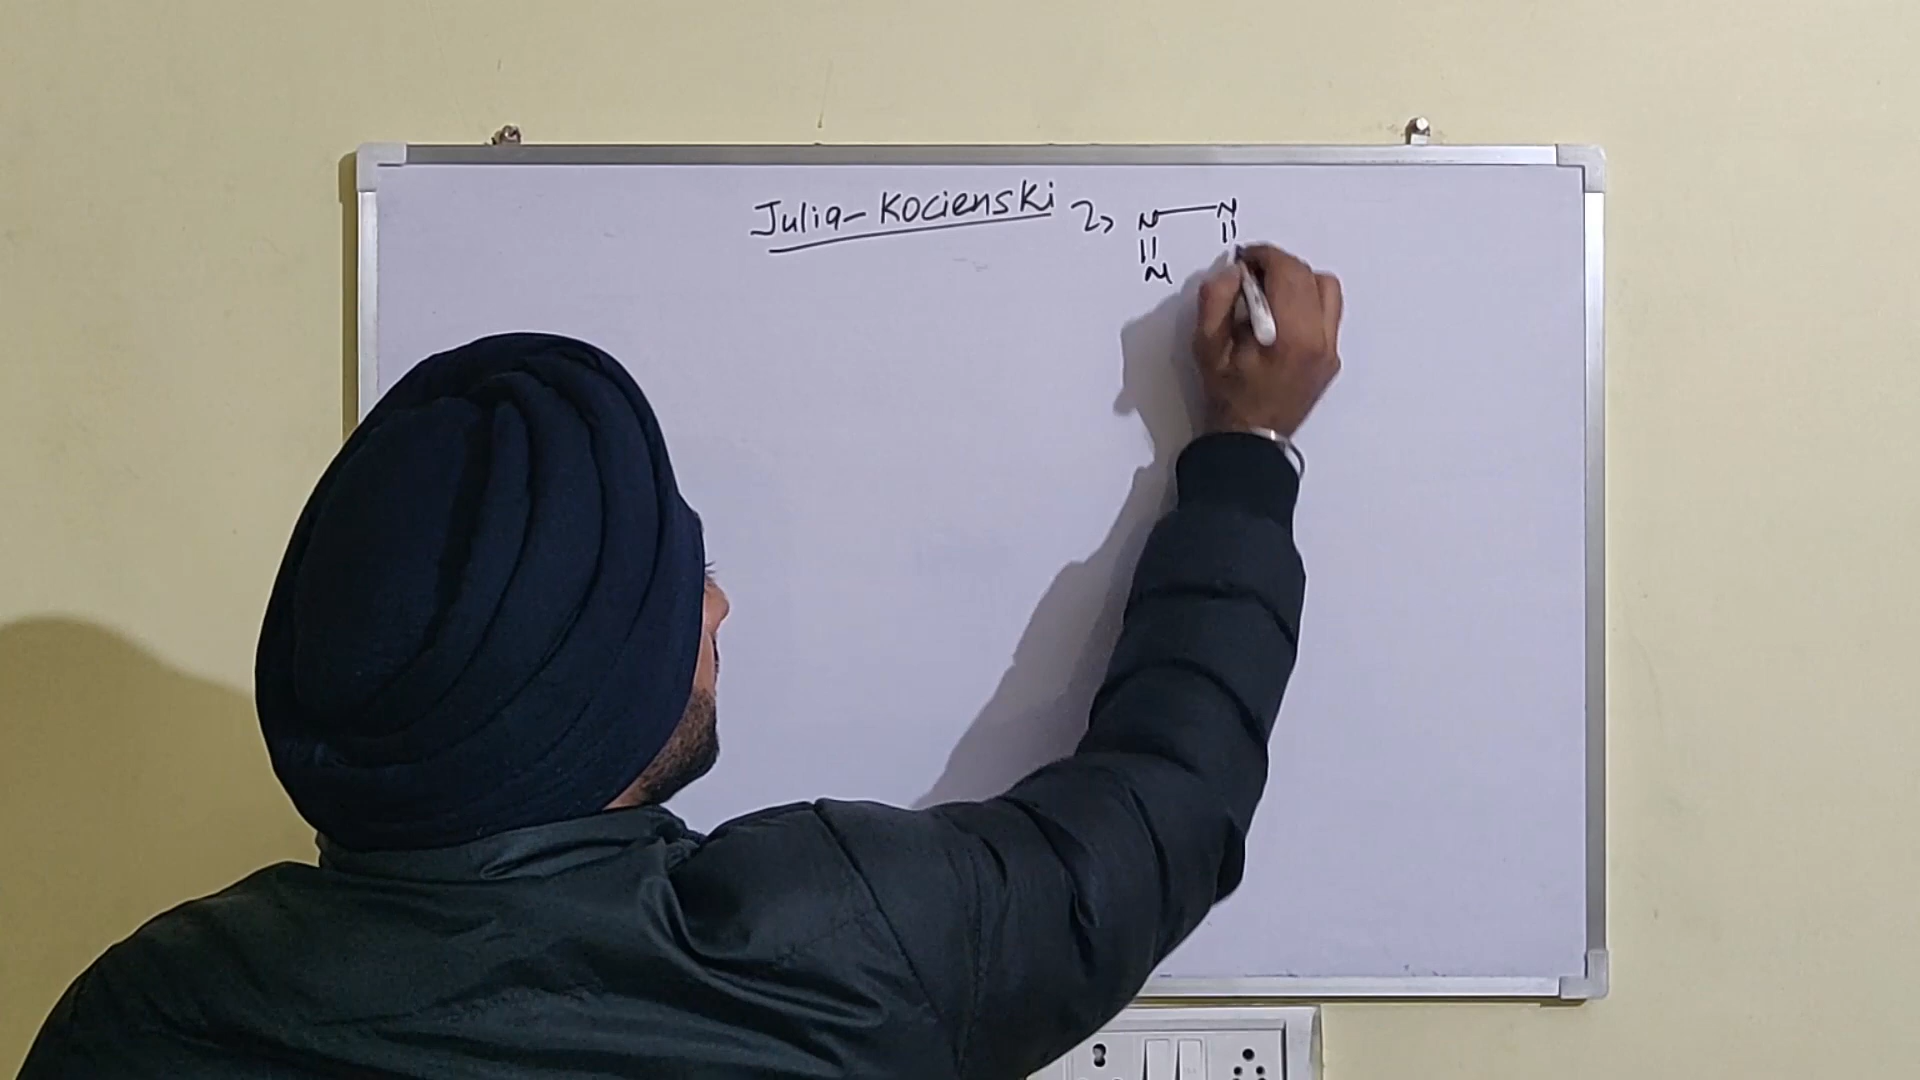 Julia-Kocienski 2> N — N
|| ||
N